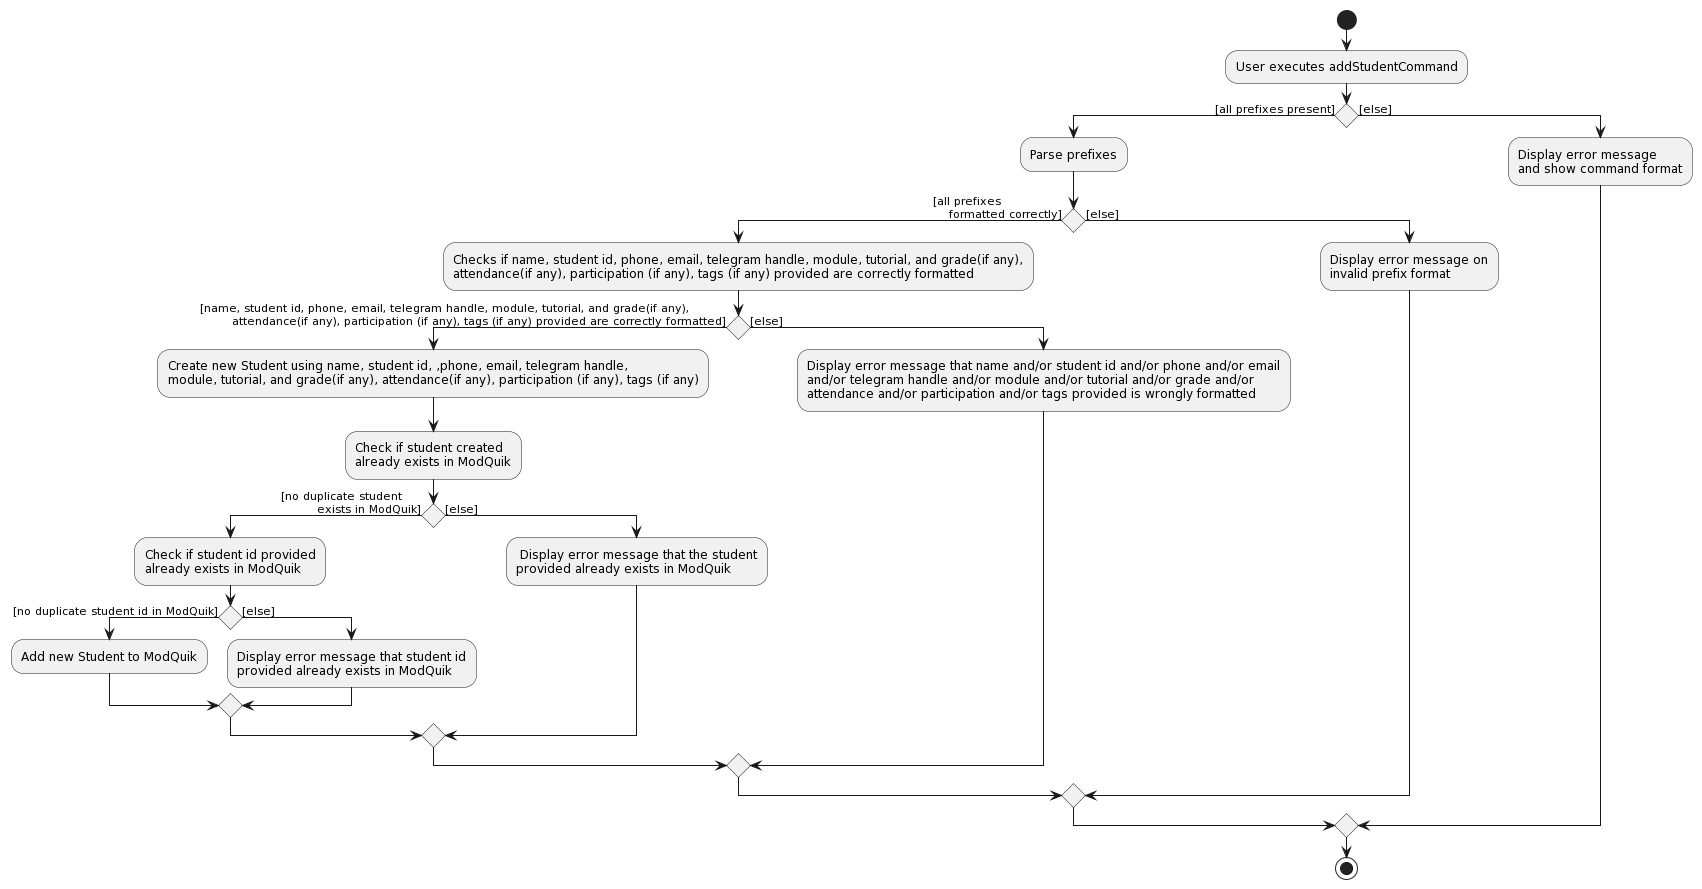 User executes addStudentCommand
[all prefixes present]
[else]
Parse prefixes
Display error message
and show command format
[all prefixes
formatted correctly]
[else]
Checks if name, student id, phone, email, telegram handle, module, tutorial, and grade(if any),
attendance(if any), participation (if any), tags (if any) provided are correctly formatted
Display error message on
invalid prefix format
[name, student id, phone, email, telegram handle, module, tutorial, and grade(if any),
attendance(if any), participation (if any), tags (if any) provided are correctly formatted]
[else]
Create new Student using name, student id, ,phone, email, telegram handle,
module, tutorial, and grade(if any), attendance(if any), participation (if any), tags (if any)
Display error message that name and/or student id and/or phone and/or email
and/or telegram handle and/or module and/or tutorial and/or grade and/or
attendance and/or participation and/or tags provided is wrongly formatted
Check if student created
already exists in ModQuik
[no duplicate student
exists in ModQuik]
[else]
Check if student id provided
already exists in ModQuik
Display error message that the student
provided already exists in ModQuik
[no duplicate student id in ModQuik]
[else]
Add new Student to ModQuik
Display error message that student id
provided already exists in ModQuik